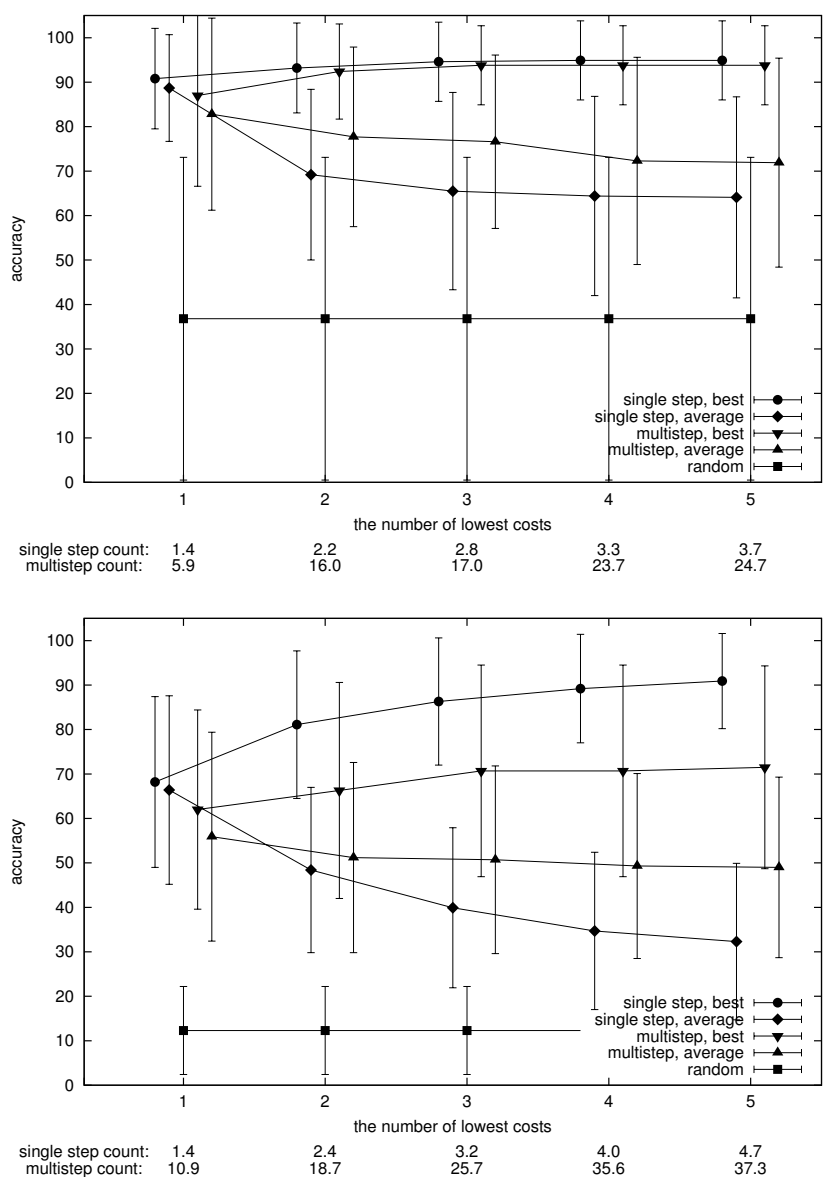 100
90
80
70
60
50
40
30
20
10
0
accuracy
single step, best
single step, average
multistep, best
multistep, average
random
1 2 3 4 5
the number of lowest costs
single step count: 1.4 2.2 2.8 3.3 3.7
multistep count: 5.9 16.0 17.0 23.7 24.7
100
90
80
70
60
50
40
30
20
10
0
accuracy
single step, best
single step, average
multistep, best
multistep, average
random
1 2 3 4 5
the number of lowest costs
single step count: 1.4 2.4 3.2 4.0 4.7
multistep count: 10.9 18.7 25.7 35.6 37.3